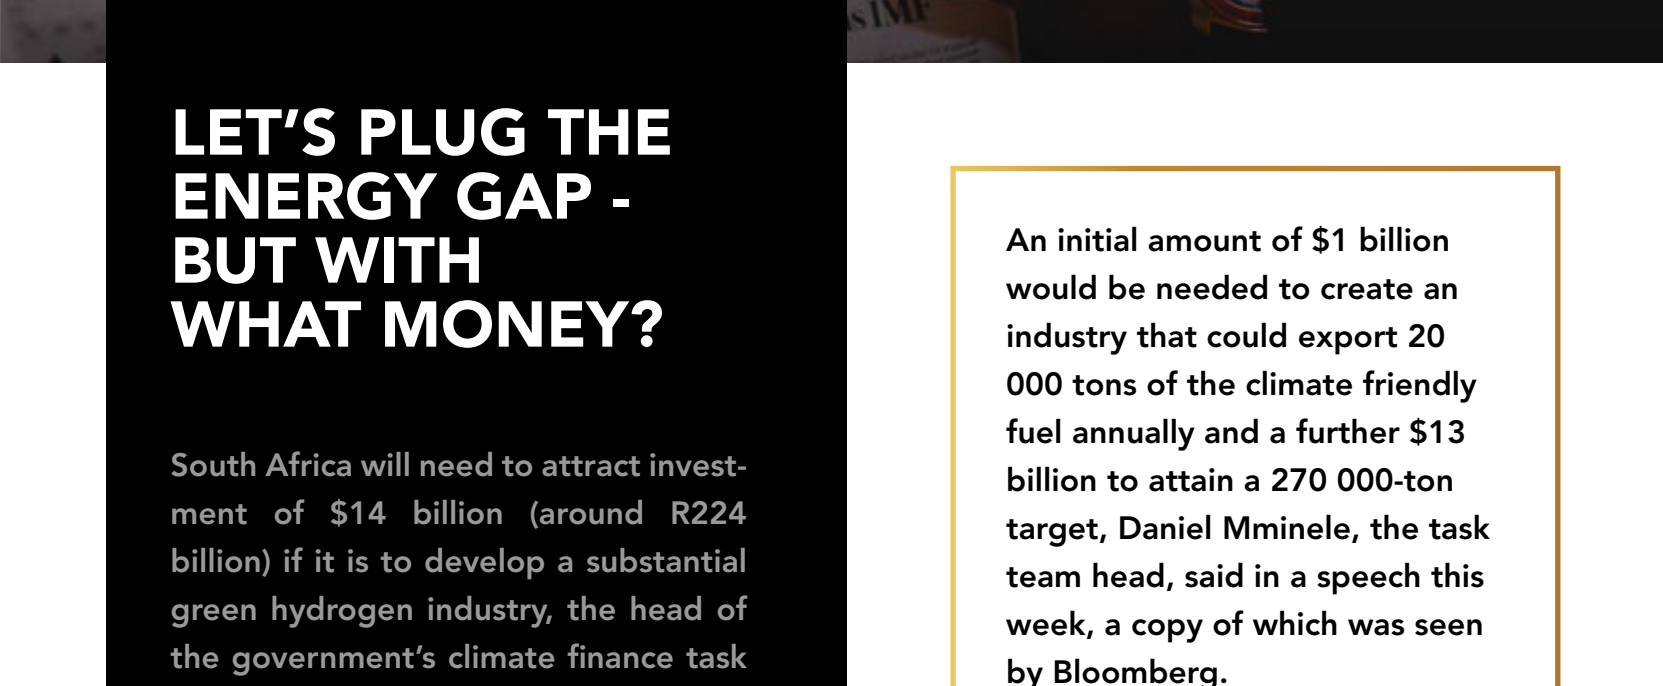 as IMF
LET'S PLUG THE
ENERGY GAP -
BUT WITH
WHAT MONEY?
South Africa will need to attract invest-
ment of $14 billion (around R224
billion) if it is to develop a substantial
green hydrogen industry, the head of
the government's climate finance task
An initial amount of $1 billion
would be needed to create an
industry that could export 20
000 tons of the climate friendly
fuel annually and a further $13
billion to attain a 270 000-ton
target, Daniel Mminele, the task
team head, said in a speech this
week, a copy of which was seen
by Bloomberg.